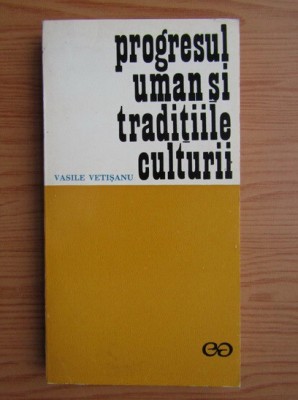 progresul
uman și
tradițiile
culturii
VASILE VETIȘANU